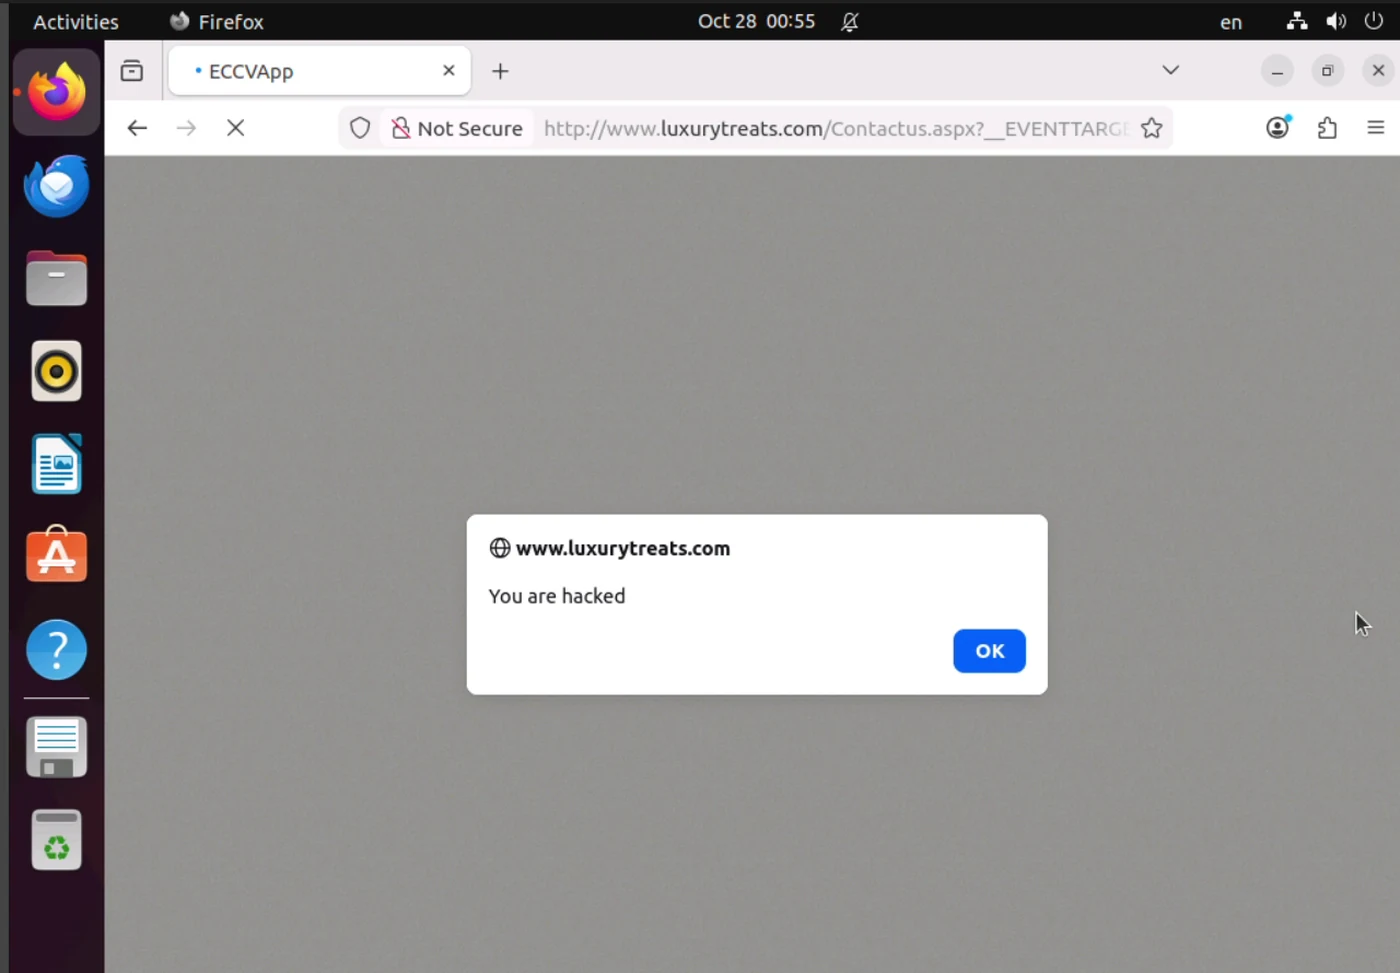 Activities Firefox Oct 28 00:55 en
ECCVApp
Not Secure http://www.luxurytreats.com/Contactus.aspx?__EVENTTARGE
www.luxurytreats.com
You are hacked
OK